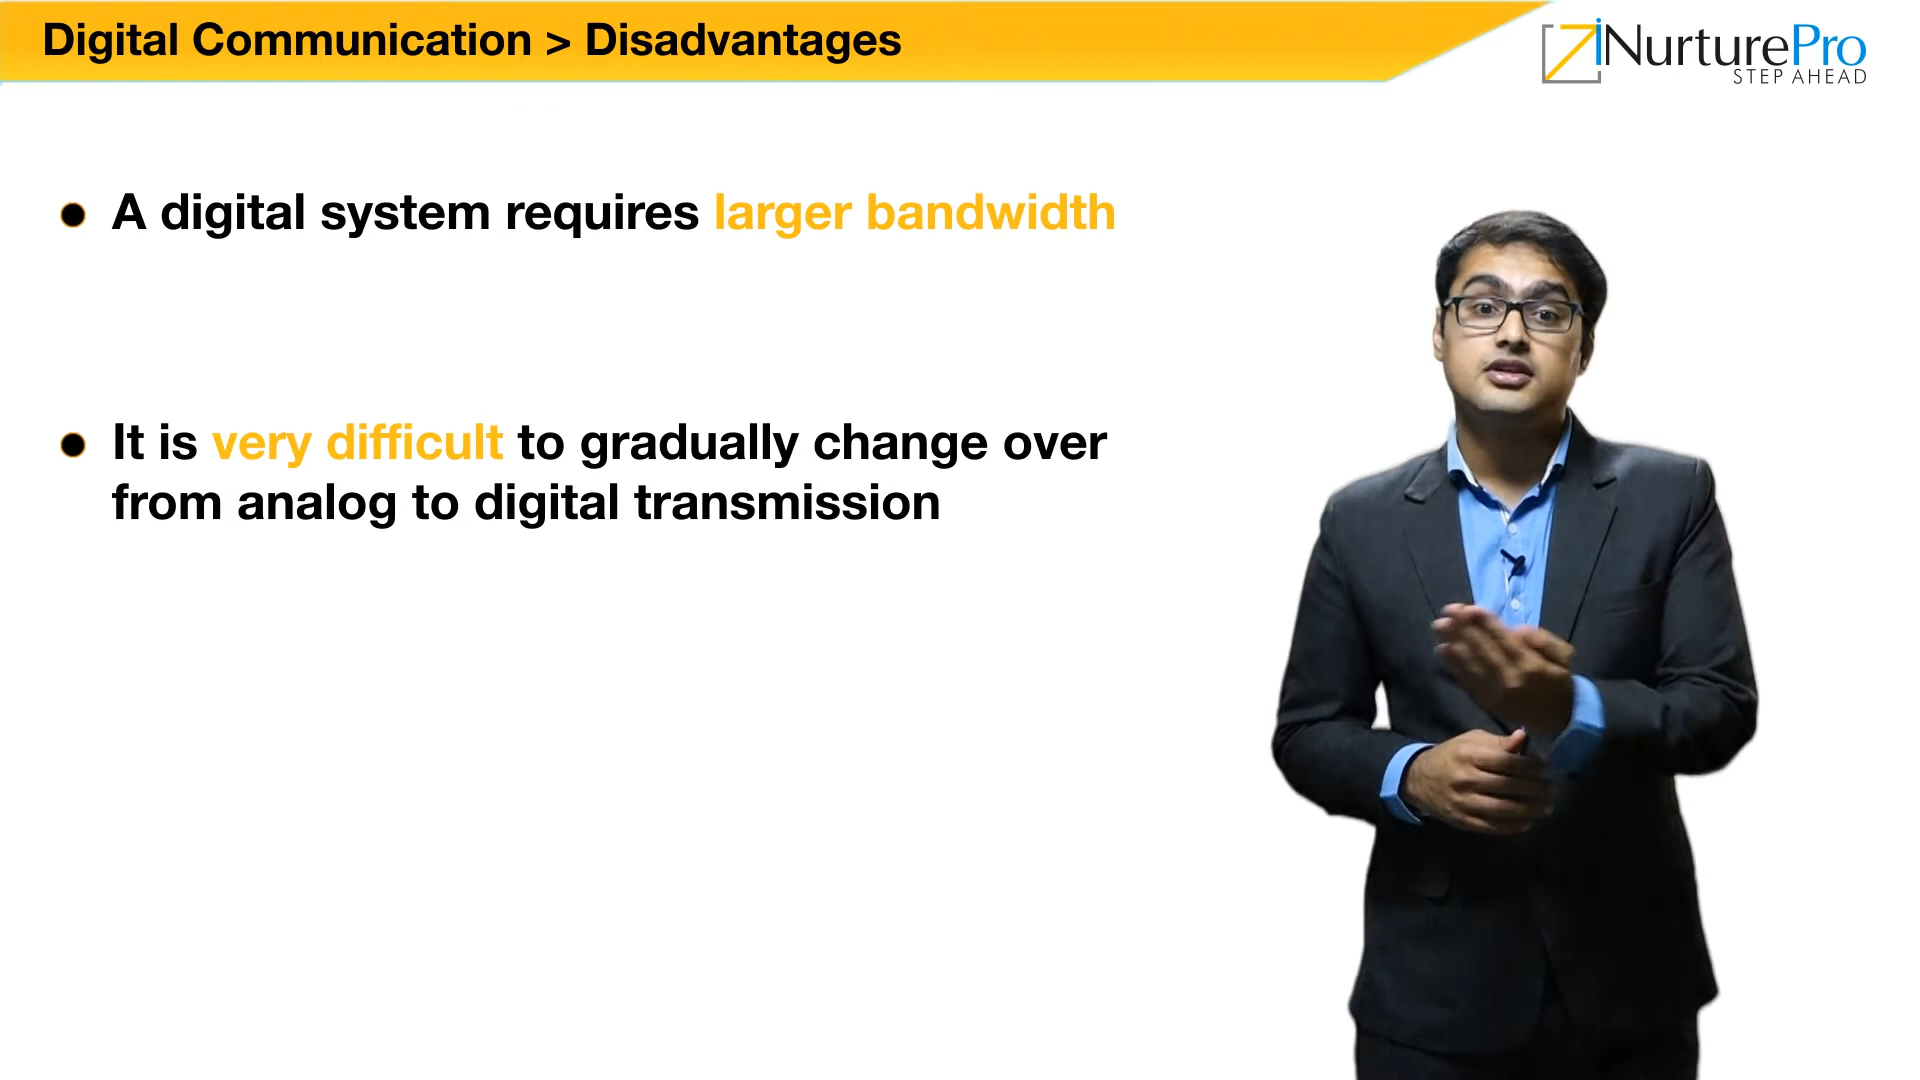 Digital Communication > Disadvantages
iNurturePro
STEP AHEAD
● A digital system requires larger bandwidth
● It is very difficult to gradually change over
from analog to digital transmission